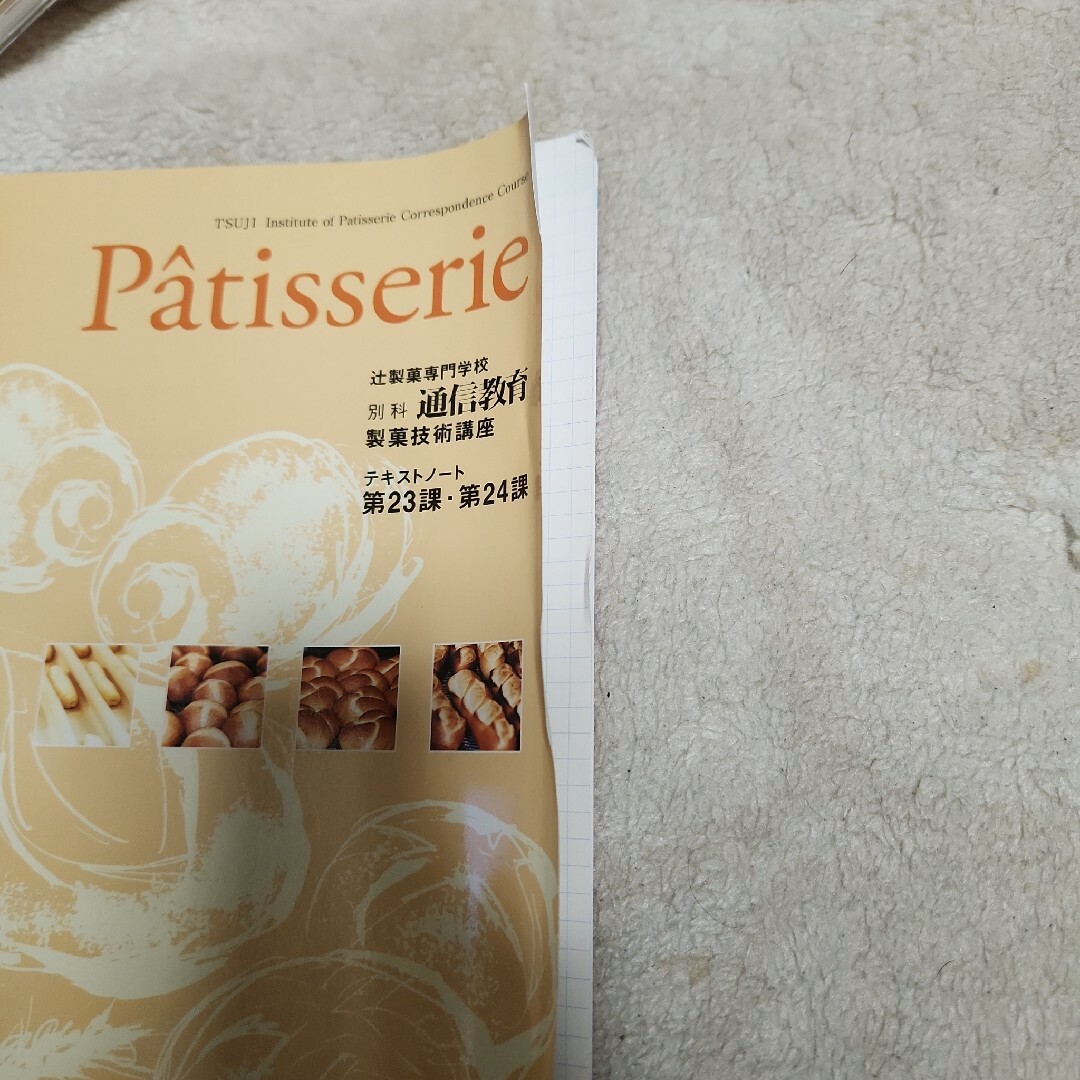 TSUJI Institute of Patisserie Correspondence Course
Pâtisserie
辻製菓専門学校
別科 通信教育
製菓技術講座
テキストノート
第23課・第24課